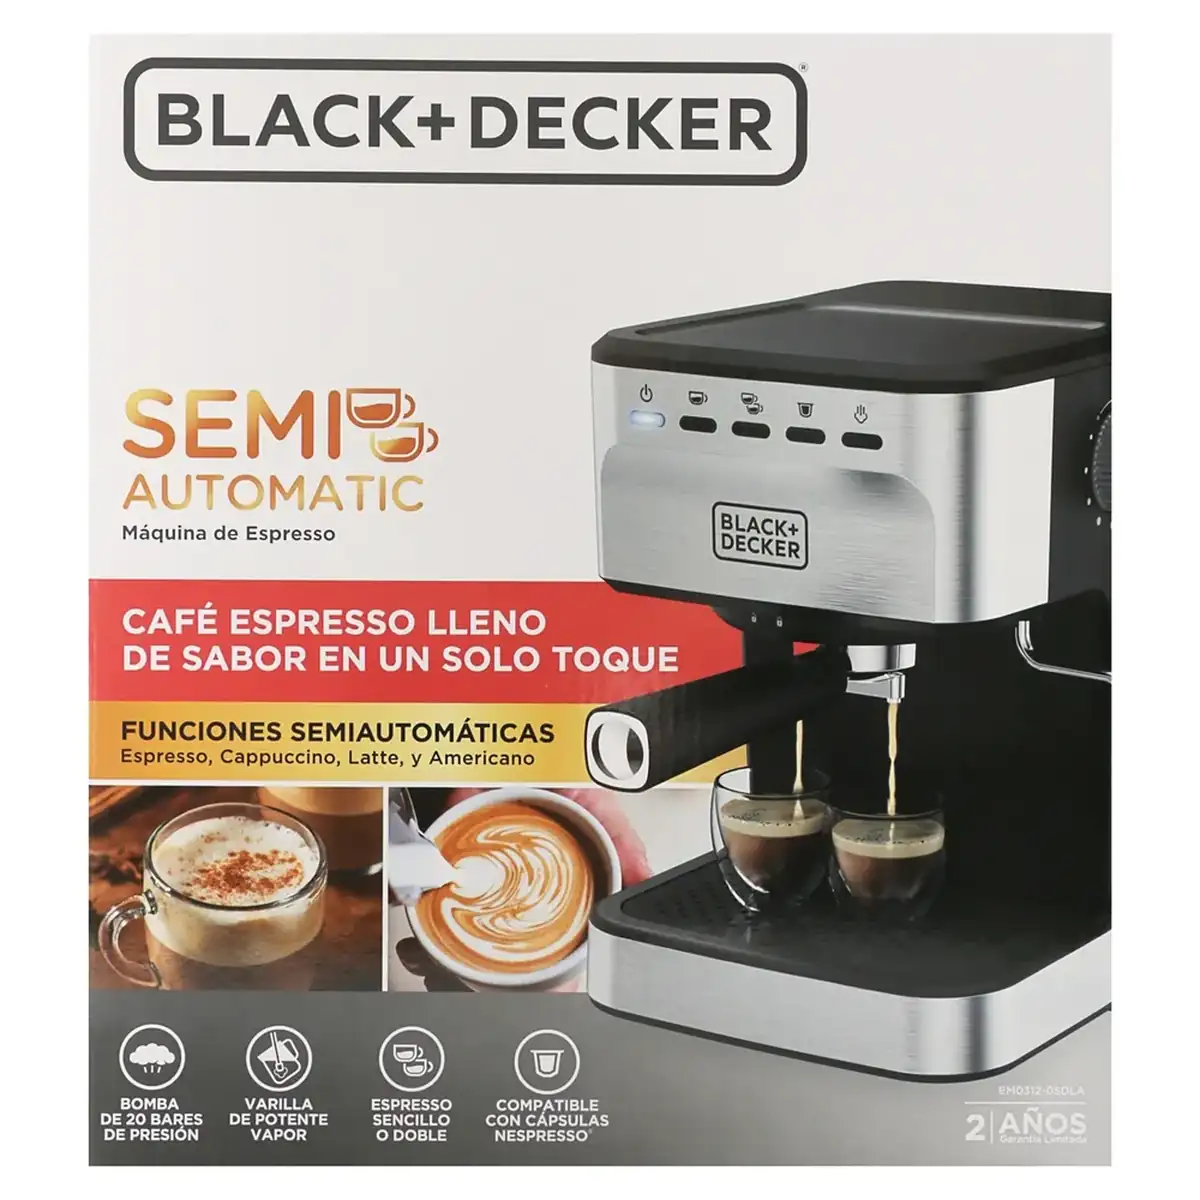 BLACK+DECKER®
SEMI
AUTOMATIC
Máquina de Espresso
CAFÉ ESPRESSO LLENO
DE SABOR EN UN SOLO TOQUE
FUNCIONES SEMIAUTOMÁTICAS
Espresso, Cappuccino, Latte, y Americano
BLACK+
DECKER
BOMBA
DE 20 BARES
DE PRESIÓN
VARILLA
DE POTENTE
VAPOR
ESPRESSO
SENCILLO
O DOBLE
COMPATIBLE
CON CÁPSULAS
NESPRESSO®
EM0312-05DLA
2 | AÑOS
Garantía Limitada